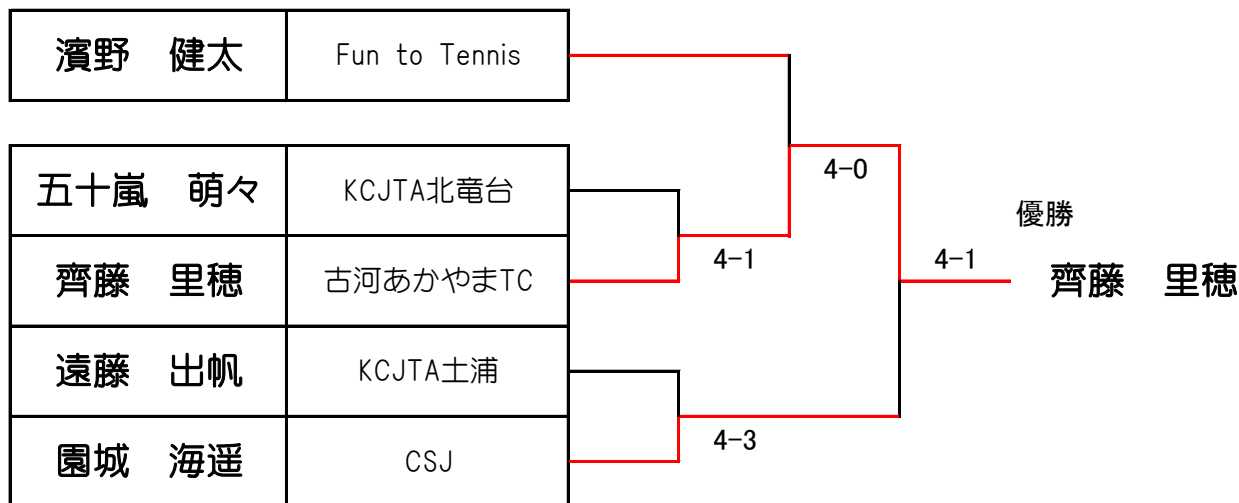 濱野　健太 Fun to Tennis
4-0
五十嵐　萌々 KCJTA北竜台
優勝
4-1 4-1
齊藤　里穂 古河あかやまTC 齊藤　里穂
遠藤　出帆 KCJTA土浦
4-3
園城　海遥 CSJ